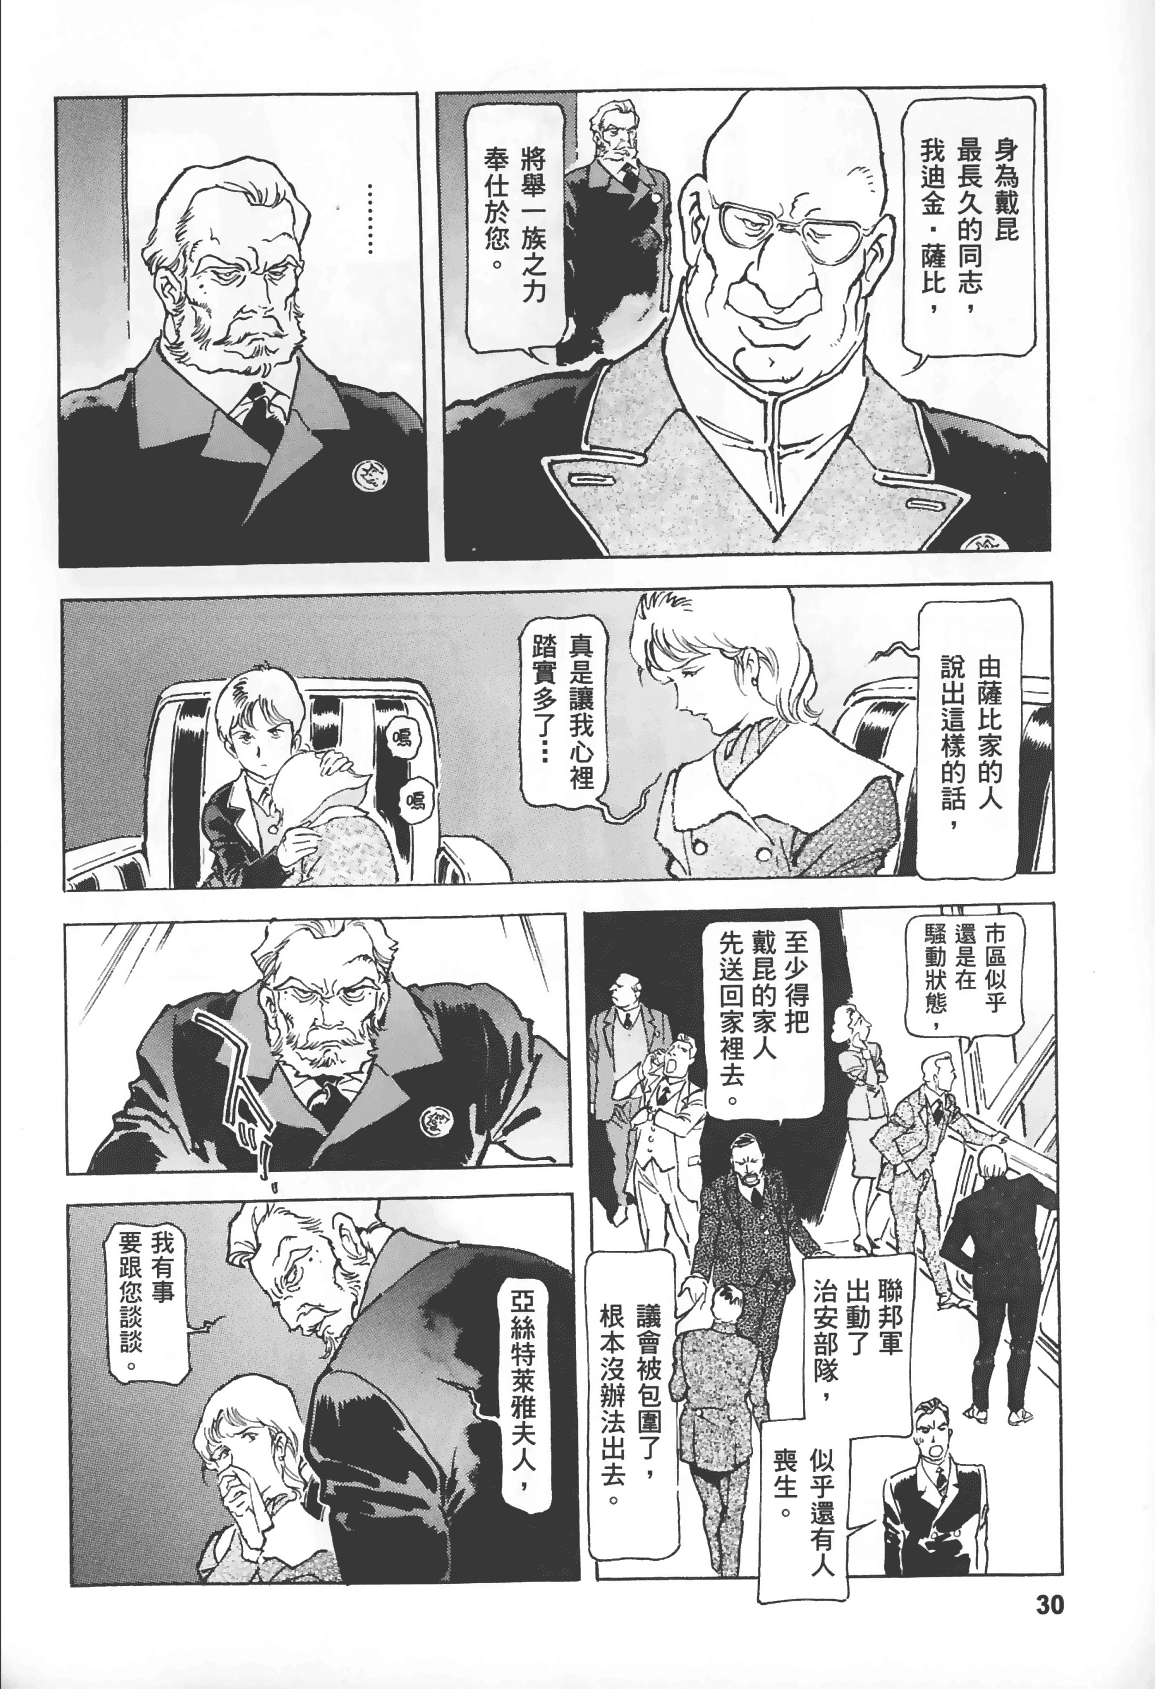 身為戴昆
最長久的同志，
我迪金·薩比，
將舉一族之力
奉仕於您。
………
由薩比家的人
說出這樣的話，
真是讓我心裡
踏實多了…
嗚
嗚
市區似乎
還是在
騷動狀態，
至少得把
戴昆的家人
先送回家裡去。
聯邦軍
出動了
治安部隊，
似乎還有人
喪生。
議會被包圍了，
根本沒辦法出去。
亞絲特萊雅夫人，
我有事
要跟您談談。
30